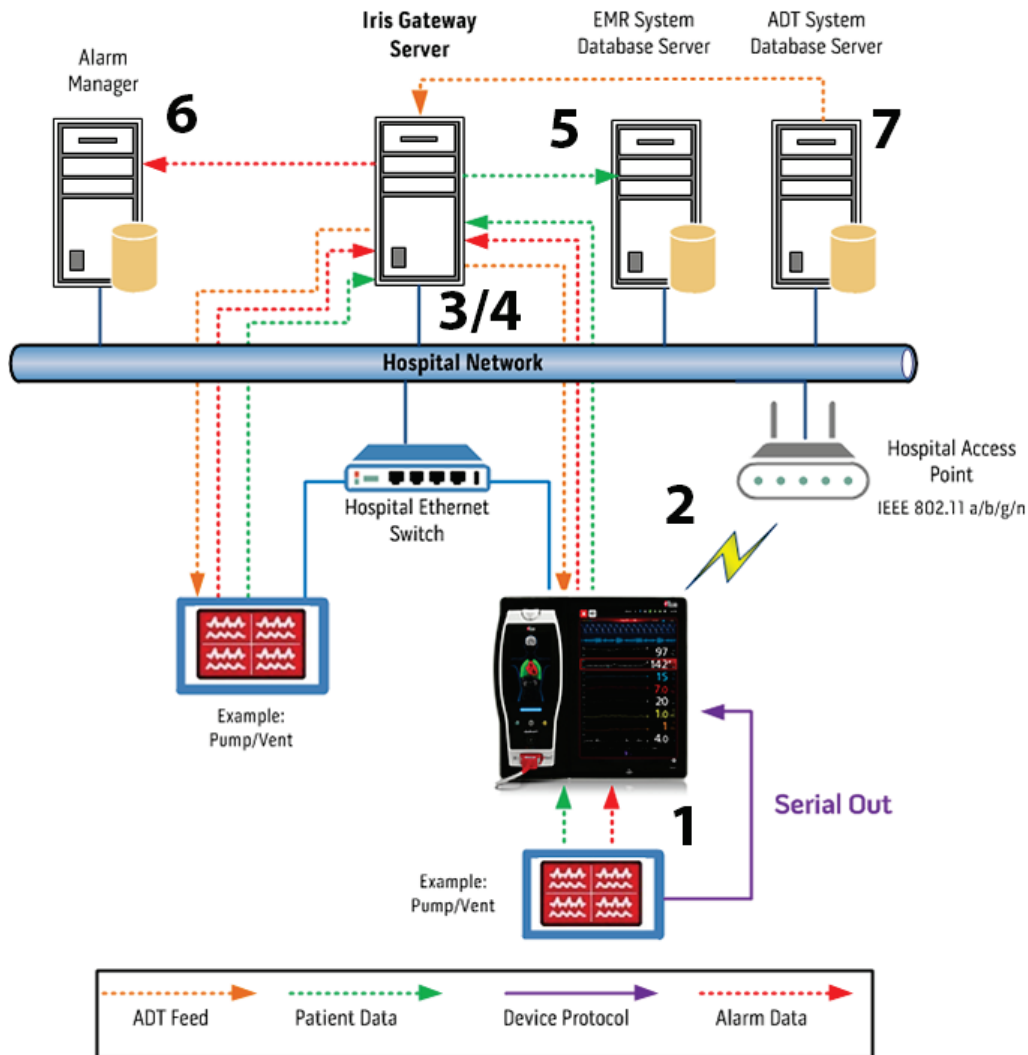 Iris Gateway
Server
EMR System
Database Server
ADT System
Database Server
Alarm
Manager
6
5
7
3/4
Hospital Network
Hospital Ethernet
Switch
Hospital Access
Point
IEEE 802.11 a/b/g/n
2
97
142
15
7.0
20
1.0
1
4.0
Example:
Pump/Vent
Serial Out
1
Example:
Pump/Vent
ADT Feed
Patient Data
Device Protocol
Alarm Data